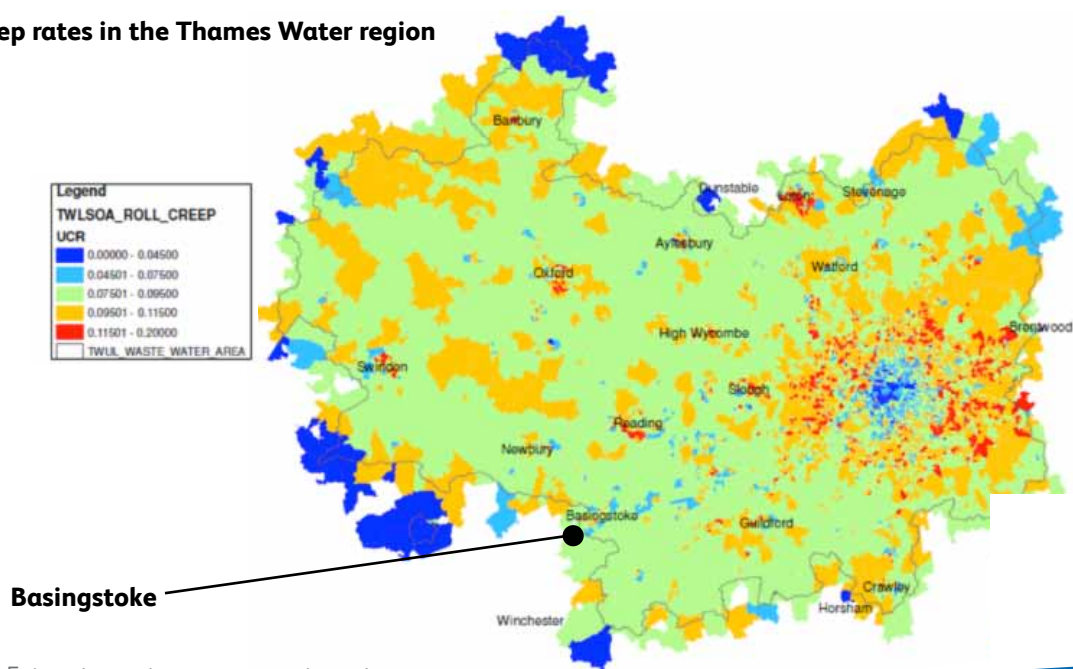 ep rates in the Thames Water region
Banbury
Dunstable
Luton
Stevenage
Legend
TWLSOA_ROLL_CREEP
UCR
0.00000 - 0.04500
0.04501 - 0.07500
0.07501 - 0.09500
0.09501 - 0.11500
0.11501 - 0.20000
TWUL_WASTE_WATER_AREA
Aylesbury
Watford
Oxford
High Wycombe
Brentwood
Swindon
Slough
Reading
Newbury
Basingstoke
Guildford
Basingstoke
Crawley
Horsham
Winchester